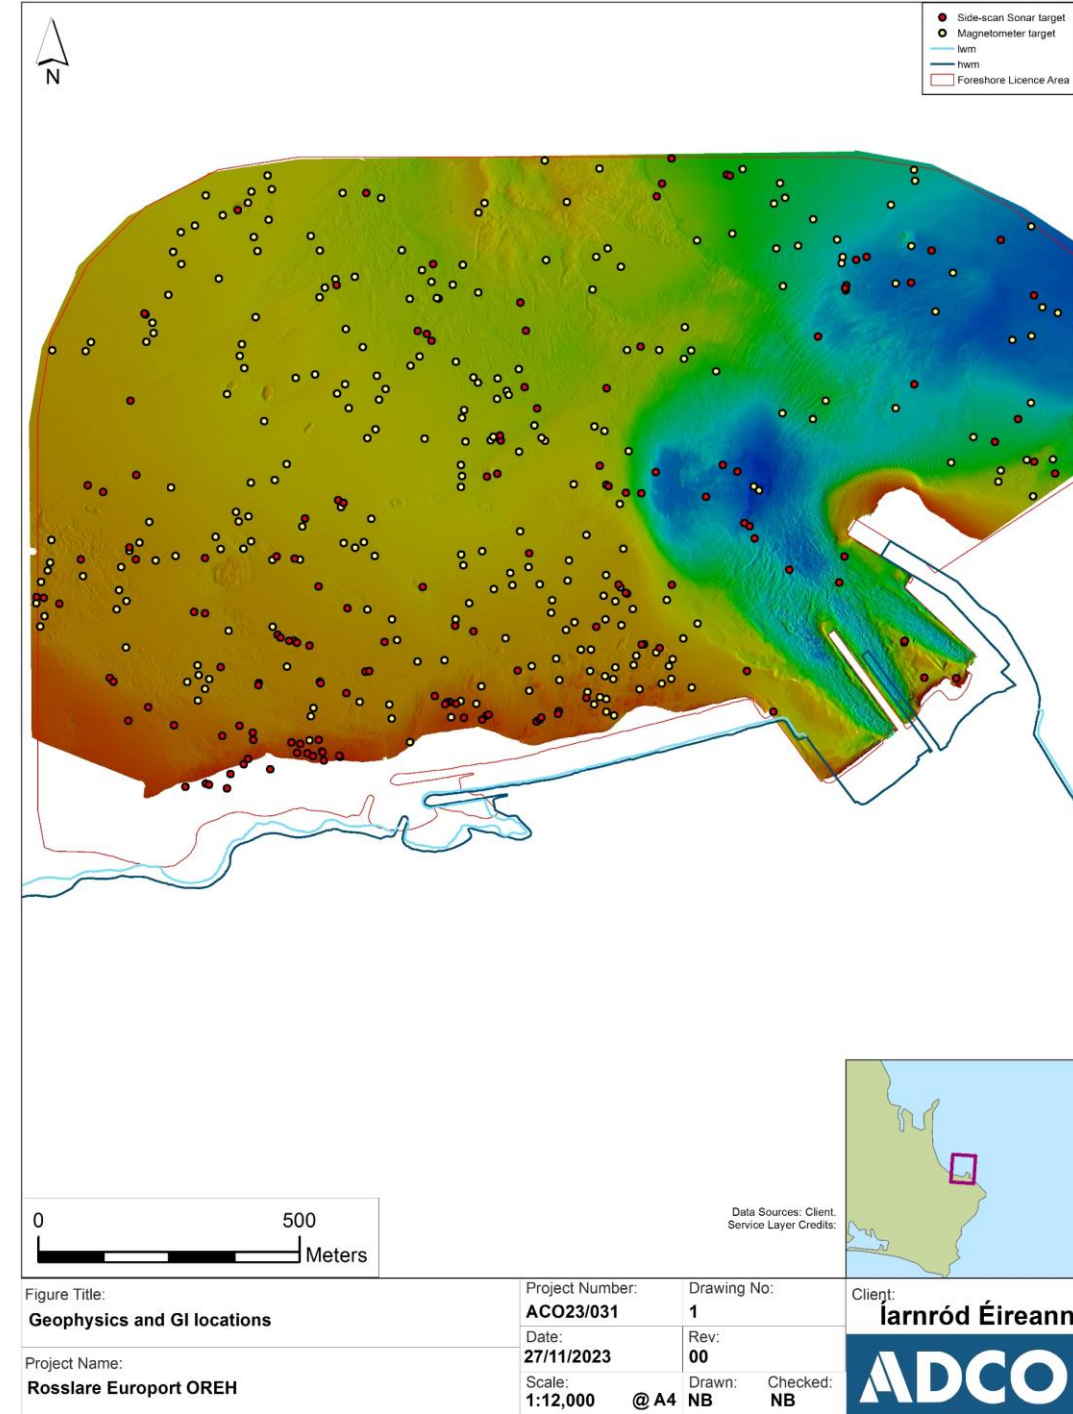 Side-scan Sonar target
Magnetometer target
lwm
hwm
Foreshore Licence Area
N
0 500
Meters
Data Sources: Client.
Service Layer Credits:
Figure Title:
Geophysics and GI locations
Project Name:
Rosslare Europort OREH
Project Number:
ACO23/031
Drawing No:
1
Date:
27/11/2023
Rev:
00
Scale:
1:12,000 @ A4
Drawn:
NB
Checked:
NB
Client:
Iarnród Éireann
ADCO